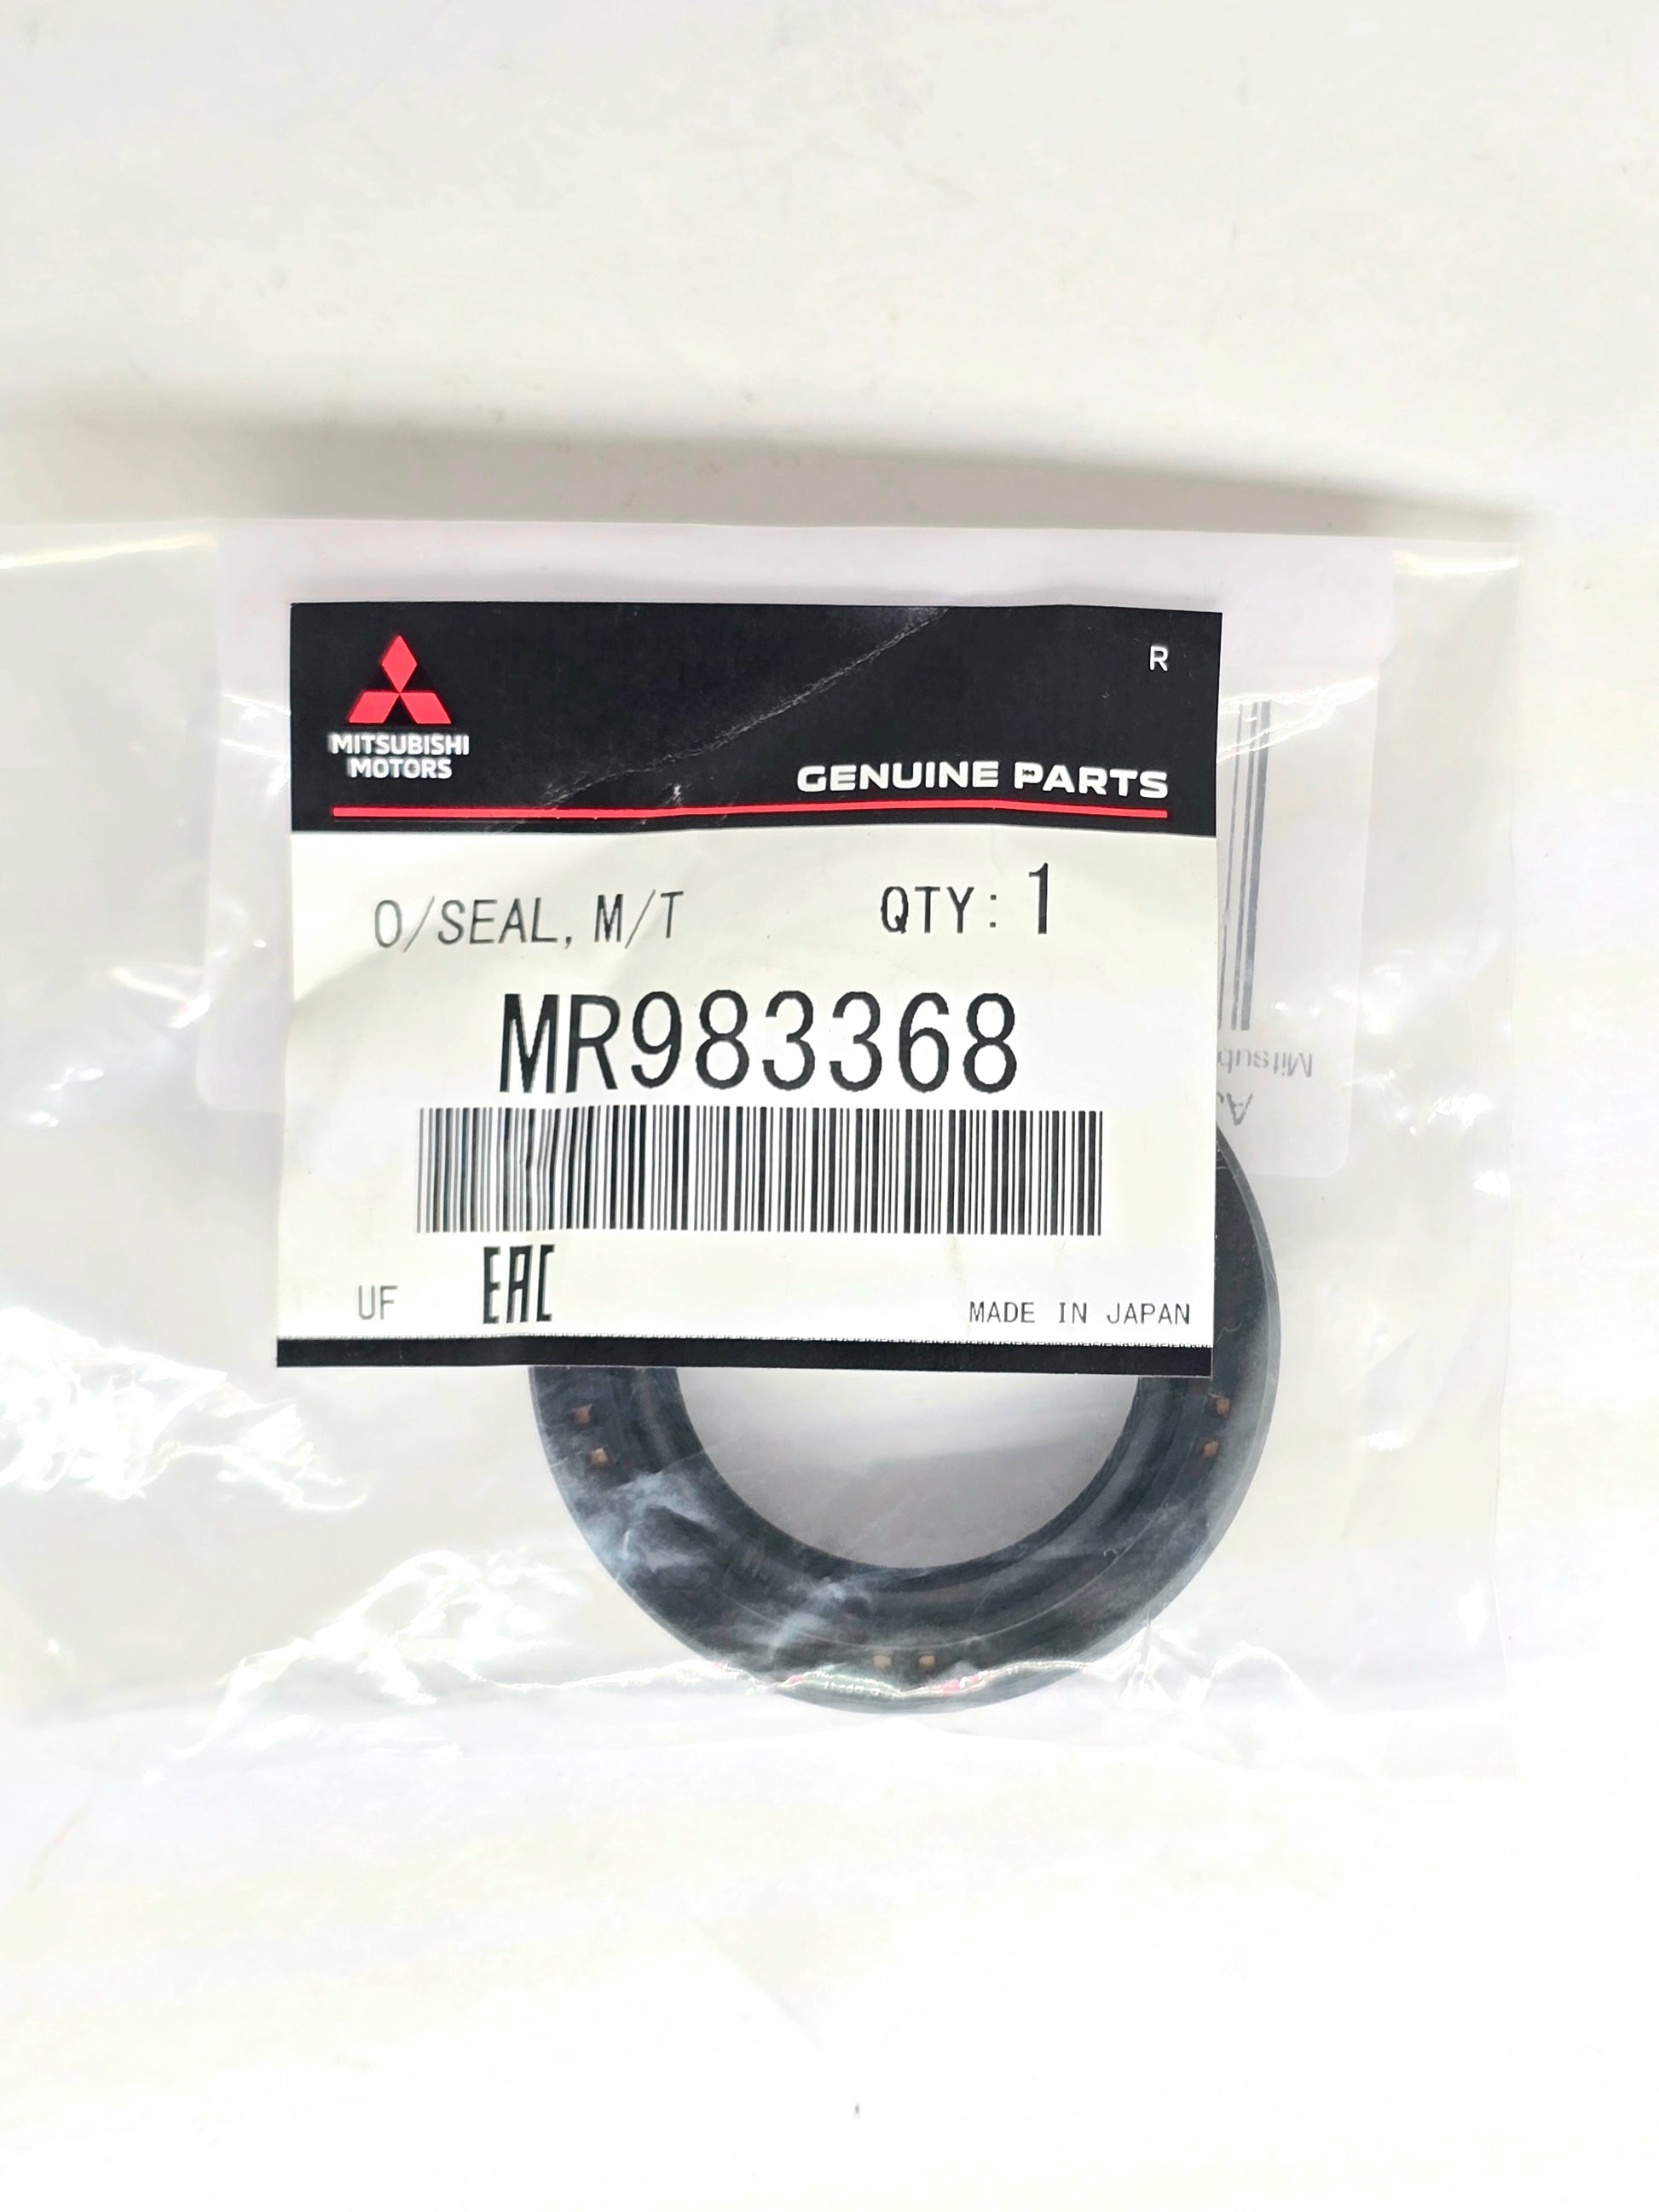 R
MITSUBISHI
MOTORS
GENUINE PARTS
O/SEAL, M/T QTY: 1
MR983368
UF EAC MADE IN JAPAN